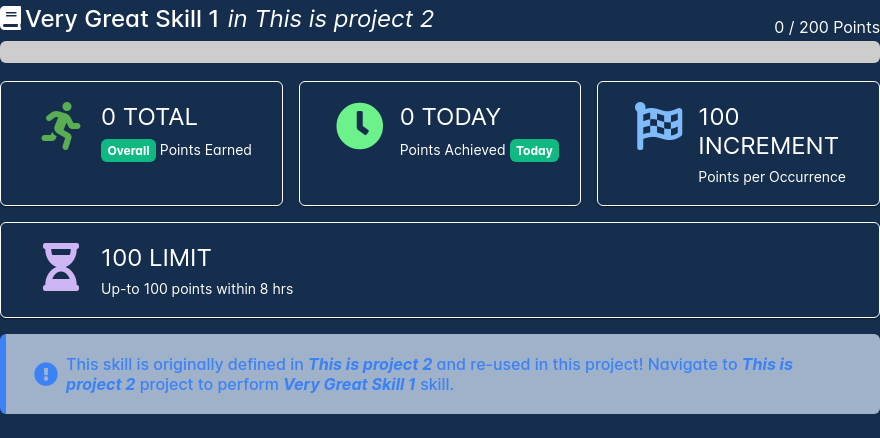 Very Great Skill 1 in This is project 2
0 / 200 Points
0 TOTAL
Overall Points Earned
0 TODAY
Points Achieved Today
100
INCREMENT
Points per Occurrence
100 LIMIT
Up-to 100 points within 8 hrs
This skill is originally defined in This is project 2 and re-used in this project! Navigate to This is
project 2 project to perform Very Great Skill 1 skill.